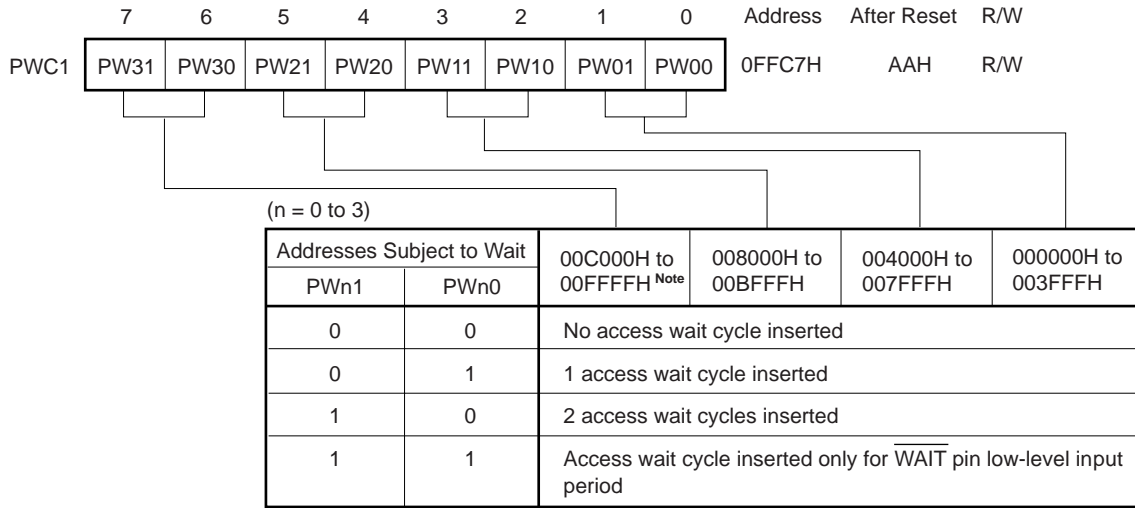 7 6 5 4 3 2 1 0 Address After Reset R/W
PWC1 PW31 PW30 PW21 PW20 PW11 PW10 PW01 PW00 0FFC7H AAH R/W
(n = 0 to 3)
Addresses Subject to Wait
PWn1 PWn0
00C000H to
00FFFFH Note
008000H to
00BFFFH
004000H to
007FFFH
000000H to
003FFFH
0 0 No access wait cycle inserted
0 1 1 access wait cycle inserted
1 0 2 access wait cycles inserted
1 1 Access wait cycle inserted only for WAIT pin low-level input
period